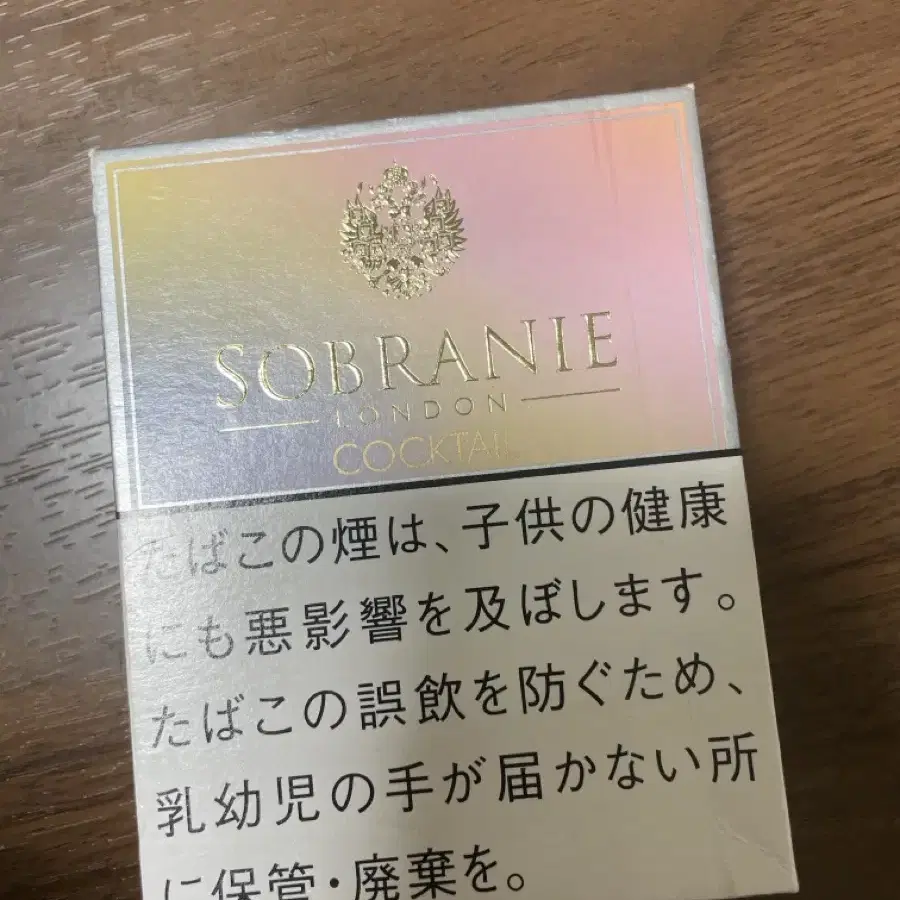 SOBRANIE
LONDON
COCKTAIL
たばこの煙は、子供の健康
にも悪影響を及ぼします。
たばこの誤飲を防ぐため、
乳幼児の手が届かない所
に保管・廃棄を。